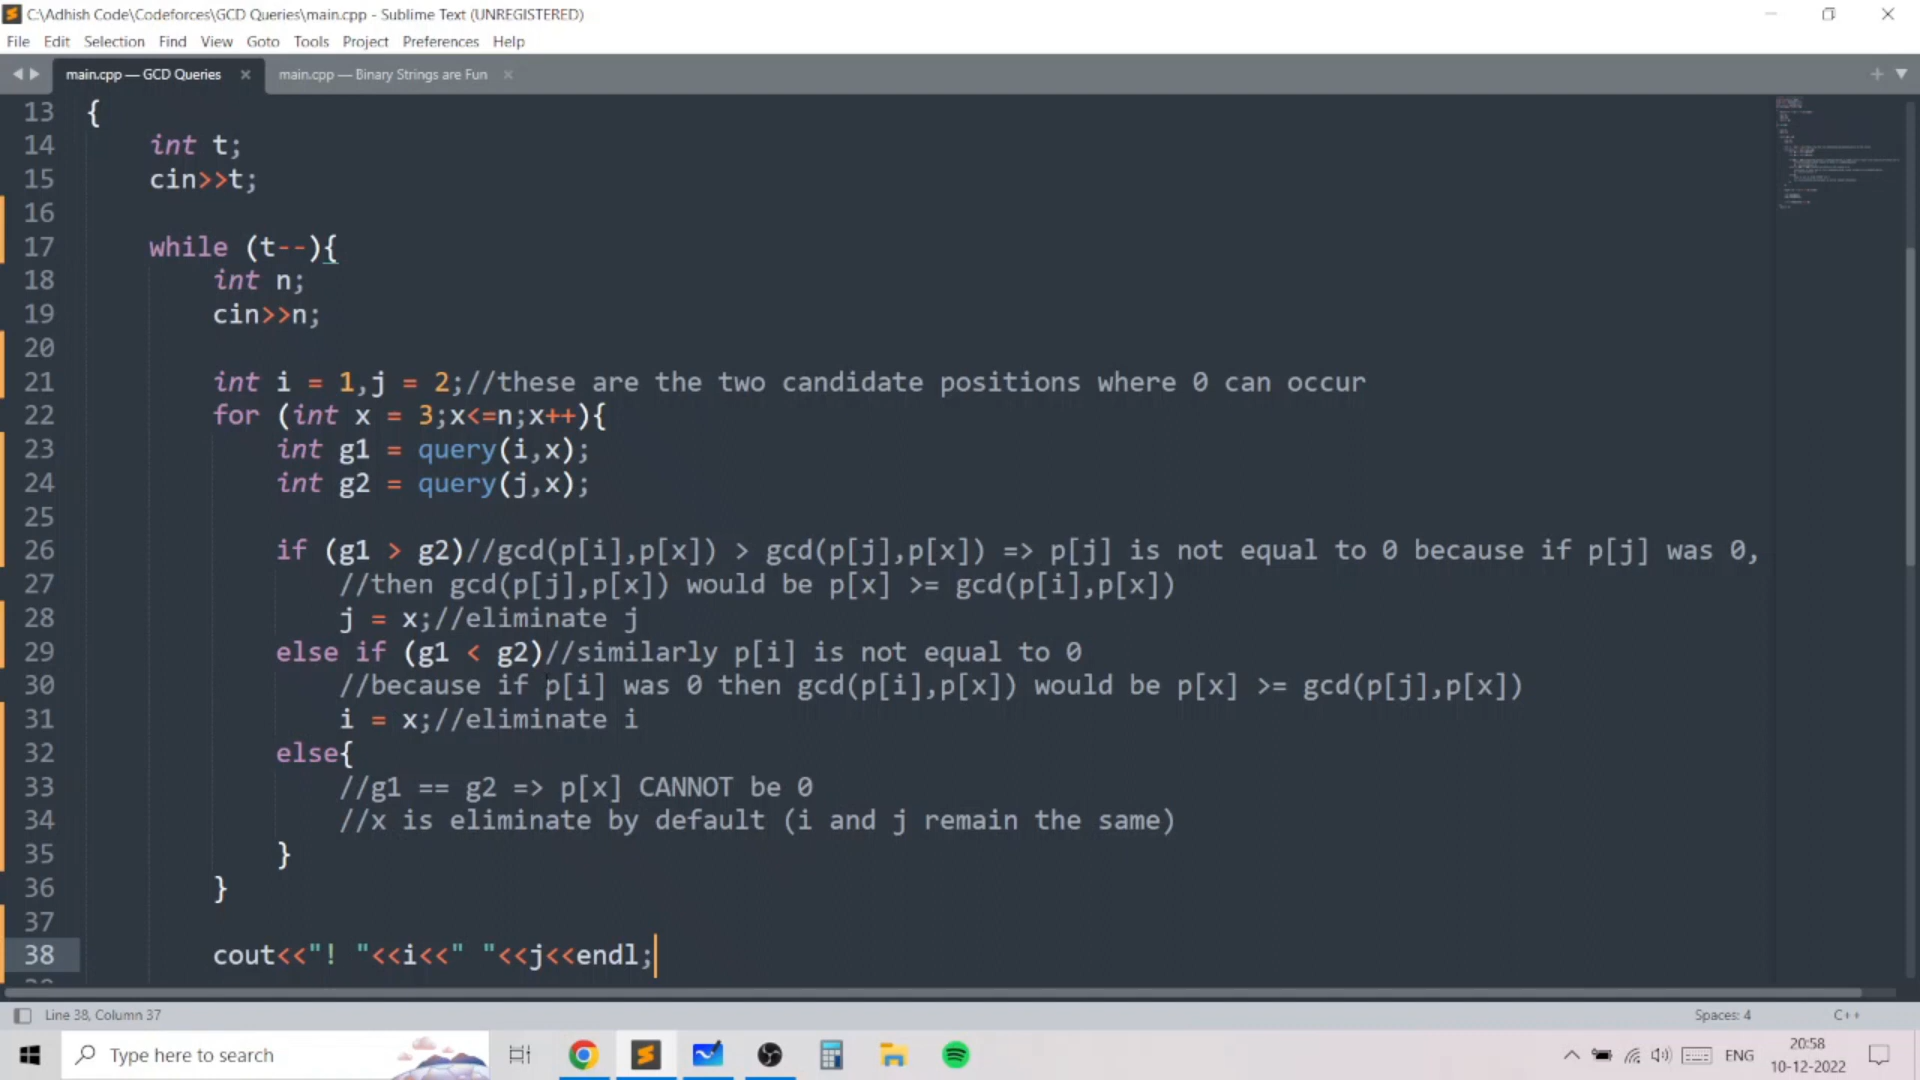 C:\Adhish Code\Codeforces\GCD Queries\main.cpp - Sublime Text (UNREGISTERED)
File Edit Selection Find View Goto Tools Project Preferences Help
main.cpp — GCD Queries × main.cpp — Binary Strings are Fun ×
13 {
14 int t;
15 cin>>t;
16
17 while (t--){
18 int n;
19 cin>>n;
20
21 int i = 1,j = 2;//these are the two candidate positions where 0 can occur
22 for (int x = 3;x<=n;x++){
23 int g1 = query(i,x);
24 int g2 = query(j,x);
25
26 if (g1 > g2)//gcd(p[i],p[x]) > gcd(p[j],p[x]) => p[j] is not equal to 0 because if p[j] was 0,
27 //then gcd(p[j],p[x]) would be p[x] >= gcd(p[i],p[x])
28 j = x;//eliminate j
29 else if (g1 < g2)//similarly p[i] is not equal to 0
30 //because if p[i] was 0 then gcd(p[i],p[x]) would be p[x] >= gcd(p[j],p[x])
31 i = x;//eliminate i
32 else{
33 //g1 == g2 => p[x] CANNOT be 0
34 //x is eliminate by default (i and j remain the same)
35 }
36 }
37
38 cout<<"! "<<i<<" "<<j<<endl;
Line 38, Column 37 Spaces: 4 C++
Type here to search ENG 20:58
10-12-2022